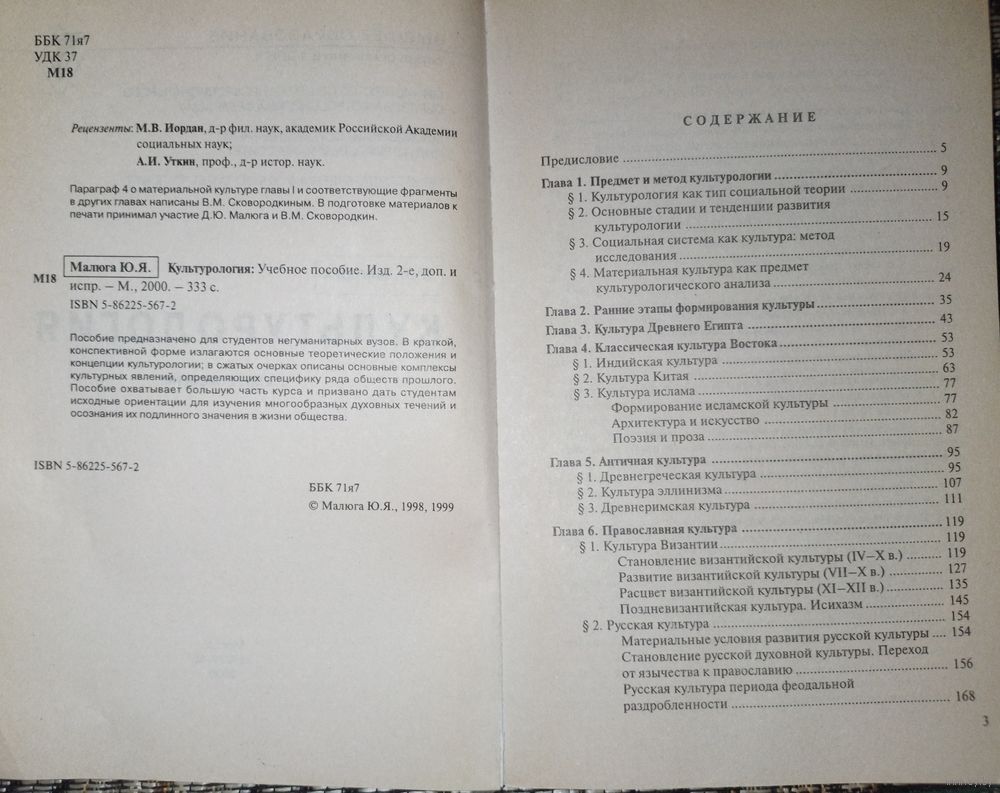 ББК 71я7
УДК 37
М18
Рецензенты: М.В. Иордан, д-р фил. наук, академик Российской Академии
социальных наук;
А.И. Уткин, проф., д-р истор. наук.
Параграф 4 о материальной культуре главы I и соответствующие фрагменты
в других главах написаны В.М. Сковородкиным. В подготовке материалов к
печати принимал участие Д.Ю. Малюга и В.М. Сковородкин.
Малюга Ю.Я. Культурология: Учебное пособие. Изд. 2-е, доп. и
М18 испр. – М., 2000. – 333 с.
ISBN 5-86225-567-2
Пособие предназначено для студентов негуманитарных вузов. В краткой,
конспективной форме излагаются основные теоретические положения и
концепции культурологии; в сжатых очерках описаны основные комплексы
культурных явлений, определяющих специфику ряда обществ прошлого.
Пособие охватывает большую часть курса и призвано дать студентам
исходные ориентации для изучения многообразных духовных течений и
осознания их подлинного значения в жизни общества.
ISBN 5-86225-567-2
ББК 71я7
© Малюга Ю.Я., 1998, 1999
СОДЕРЖАНИЕ
Предисловие ... 5
Глава 1. Предмет и метод культурологии ... 9
§ 1. Культурология как тип социальной теории ... 9
§ 2. Основные стадии и тенденции развития
культурологии ... 15
§ 3. Социальная система как культура: метод
исследования ... 19
§ 4. Материальная культура как предмет
культурологического анализа ... 24
Глава 2. Ранние этапы формирования культуры ... 35
Глава 3. Культура Древнего Египта ... 43
Глава 4. Классическая культура Востока ... 53
§ 1. Индийская культура ... 53
§ 2. Культура Китая ... 63
§ 3. Культура ислама ... 77
Формирование исламской культуры ... 77
Архитектура и искусство ... 82
Поэзия и проза ... 87
Глава 5. Античная культура ... 95
§ 1. Древнегреческая культура ... 95
§ 2. Культура эллинизма ... 107
§ 3. Древнеримская культура ... 111
Глава 6. Православная культура ... 119
§ 1. Культура Византии ... 119
Становление византийской культуры (IV–X в.) ... 119
Развитие византийской культуры (VII–X в.) ... 127
Расцвет византийской культуры (XI–XII в.) ... 135
Поздневизантийская культура. Исихазм ... 145
§ 2. Русская культура ... 154
Материальные условия развития русской культуры .... 154
Становление русской духовной культуры. Переход
от язычества к православию ... 156
Русская культура периода феодальной
раздробленности ... 168
3